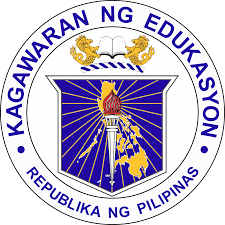 KAGAWARAN NG EDUKASYON
REPUBLIKA NG PILIPINAS